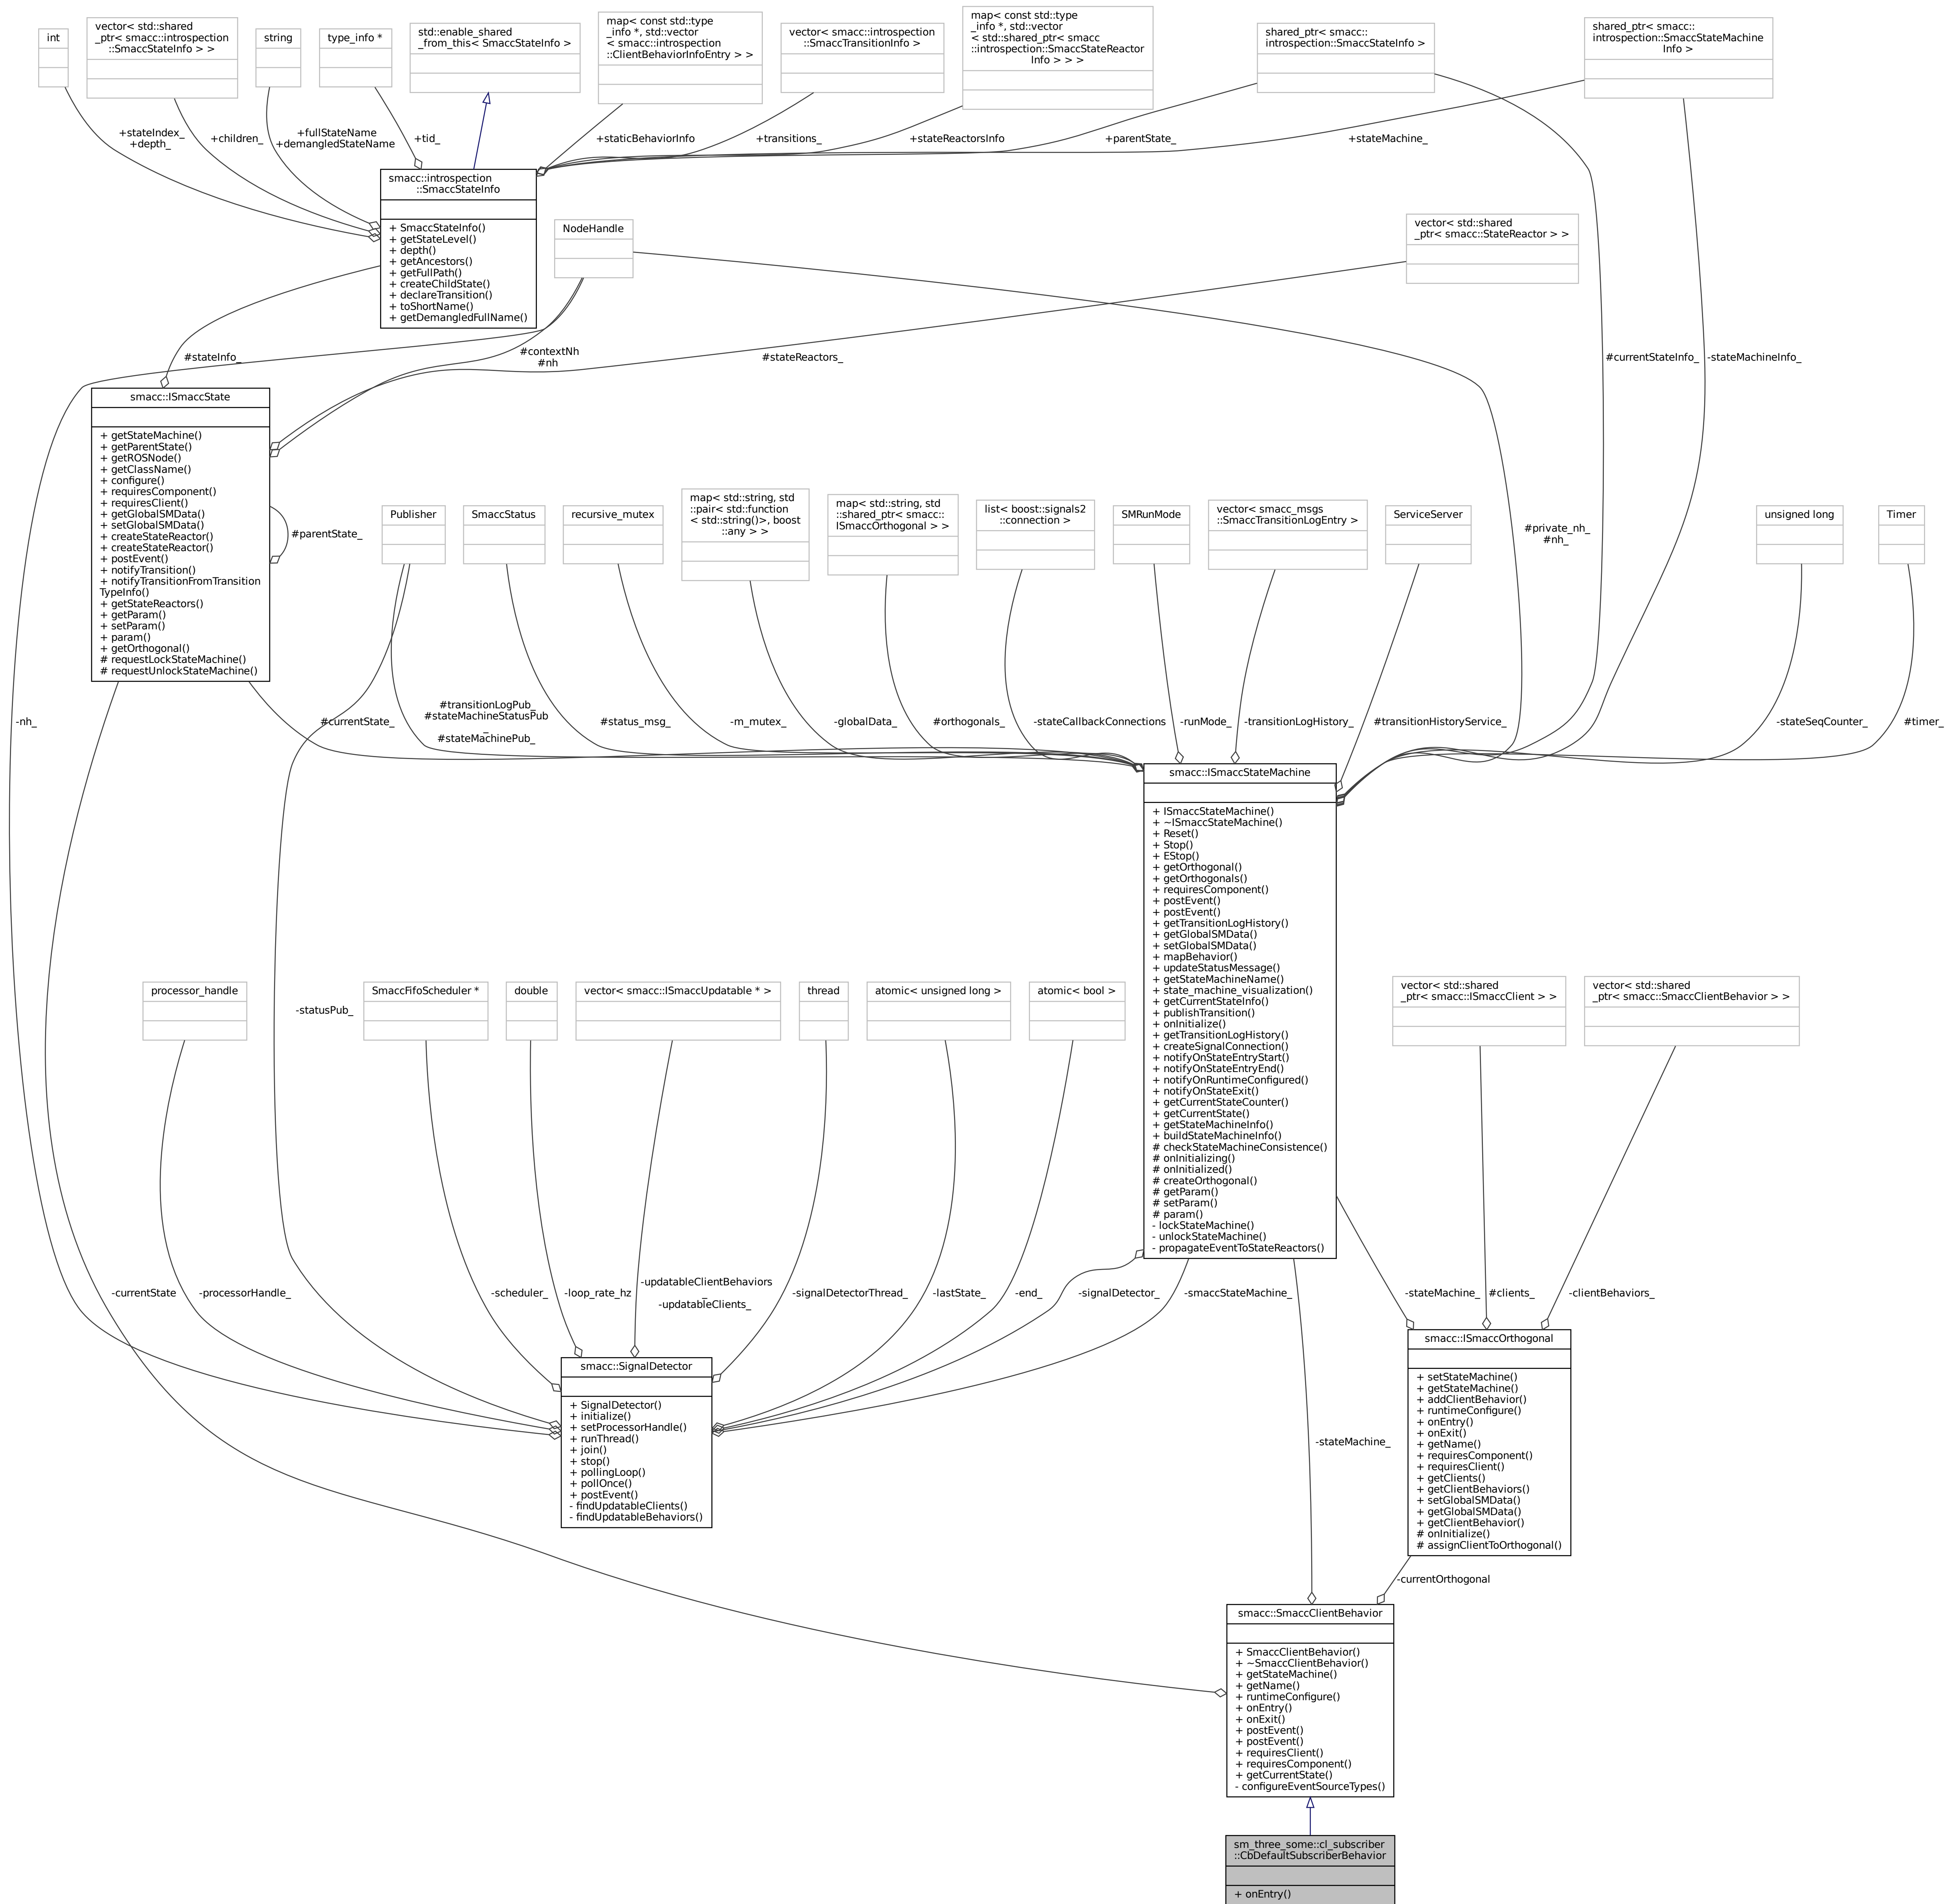 int
vector< std::shared
_ptr< smacc::introspection
::SmaccStateInfo > >
string
type_info *
std::enable_shared
_from_this< SmaccStateInfo >
map< const std::type
_info *, std::vector
< smacc::introspection
::ClientBehaviorInfoEntry > >
vector< smacc::introspection
::SmaccTransitionInfo >
map< const std::type
_info *, std::vector
< std::shared_ptr< smacc
::introspection::SmaccStateReactor
Info > > >
shared_ptr< smacc::
introspection::SmaccStateInfo >
shared_ptr< smacc::
introspection::SmaccStateMachine
Info >
+stateIndex_
+depth_
+children_
+fullStateName
+demangledStateName
+tid_
+staticBehaviorInfo
+transitions_
+stateReactorsInfo
+parentState_
+stateMachine_
smacc::introspection
::SmaccStateInfo
+ SmaccStateInfo()
+ getStateLevel()
+ depth()
+ getAncestors()
+ getFullPath()
+ createChildState()
+ declareTransition()
+ toShortName()
+ getDemangledFullName()
NodeHandle
vector< std::shared
_ptr< smacc::StateReactor > >
#stateInfo_
#contextNh
#nh
#stateReactors_
#currentStateInfo_
-stateMachineInfo_
smacc::ISmaccState
+ getStateMachine()
+ getParentState()
+ getROSNode()
+ getClassName()
+ configure()
+ requiresComponent()
+ requiresClient()
+ getGlobalSMData()
+ setGlobalSMData()
+ createStateReactor()
+ createStateReactor()
+ postEvent()
+ notifyTransition()
+ notifyTransitionFromTransition
TypeInfo()
+ getStateReactors()
+ getParam()
+ setParam()
+ param()
+ getOrthogonal()
# requestLockStateMachine()
# requestUnlockStateMachine()
#parentState_
Publisher
SmaccStatus
recursive_mutex
map< std::string, std
::pair< std::function
< std::string()>, boost
::any > >
map< std::string, std
::shared_ptr< smacc::
ISmaccOrthogonal > >
list< boost::signals2
::connection >
SMRunMode
vector< smacc_msgs
::SmaccTransitionLogEntry >
ServiceServer
#private_nh_
#nh_
unsigned long
Timer
-nh_
#currentState_
#transitionLogPub_
#stateMachineStatusPub
_
#stateMachinePub_
#status_msg_
-m_mutex_
-globalData_
#orthogonals_
-stateCallbackConnections
-runMode_
-transitionLogHistory_
#transitionHistoryService_
-stateSeqCounter_
#timer_
smacc::ISmaccStateMachine
+ ISmaccStateMachine()
+ ~ISmaccStateMachine()
+ Reset()
+ Stop()
+ EStop()
+ getOrthogonal()
+ getOrthogonals()
+ requiresComponent()
+ postEvent()
+ postEvent()
+ getTransitionLogHistory()
+ getGlobalSMData()
+ setGlobalSMData()
+ mapBehavior()
+ updateStatusMessage()
+ getStateMachineName()
+ state_machine_visualization()
+ getCurrentStateInfo()
+ publishTransition()
+ onInitialize()
+ getTransitionLogHistory()
+ createSignalConnection()
+ notifyOnStateEntryStart()
+ notifyOnStateEntryEnd()
+ notifyOnRuntimeConfigured()
+ notifyOnStateExit()
+ getCurrentStateCounter()
+ getCurrentState()
+ getStateMachineInfo()
+ buildStateMachineInfo()
# checkStateMachineConsistence()
# onInitializing()
# onInitialized()
# createOrthogonal()
# getParam()
# setParam()
# param()
- lockStateMachine()
- unlockStateMachine()
- propagateEventToStateReactors()
processor_handle
-statusPub_
SmaccFifoScheduler *
double
vector< smacc::ISmaccUpdatable * >
thread
atomic< unsigned long >
atomic< bool >
vector< std::shared
_ptr< smacc::ISmaccClient > >
vector< std::shared
_ptr< smacc::SmaccClientBehavior > >
-currentState
-processorHandle_
-scheduler_
-loop_rate_hz
-updatableClientBehaviors
_
-updatableClients_
-signalDetectorThread_
-lastState_
-end_
-signalDetector_
-smaccStateMachine_
-stateMachine_
#clients_
-clientBehaviors_
smacc::SignalDetector
+ SignalDetector()
+ initialize()
+ setProcessorHandle()
+ runThread()
+ join()
+ stop()
+ pollingLoop()
+ pollOnce()
+ postEvent()
- findUpdatableClients()
- findUpdatableBehaviors()
smacc::ISmaccOrthogonal
+ setStateMachine()
+ getStateMachine()
+ addClientBehavior()
+ runtimeConfigure()
+ onEntry()
+ onExit()
+ getName()
+ requiresComponent()
+ requiresClient()
+ getClients()
+ getClientBehaviors()
+ setGlobalSMData()
+ getGlobalSMData()
+ getClientBehavior()
# onInitialize()
# assignClientToOrthogonal()
-stateMachine_
-currentOrthogonal
smacc::SmaccClientBehavior
+ SmaccClientBehavior()
+ ~SmaccClientBehavior()
+ getStateMachine()
+ getName()
+ runtimeConfigure()
+ onEntry()
+ onExit()
+ postEvent()
+ postEvent()
+ requiresClient()
+ requiresComponent()
+ getCurrentState()
- configureEventSourceTypes()
sm_three_some::cl_subscriber
::CbDefaultSubscriberBehavior
+ onEntry()